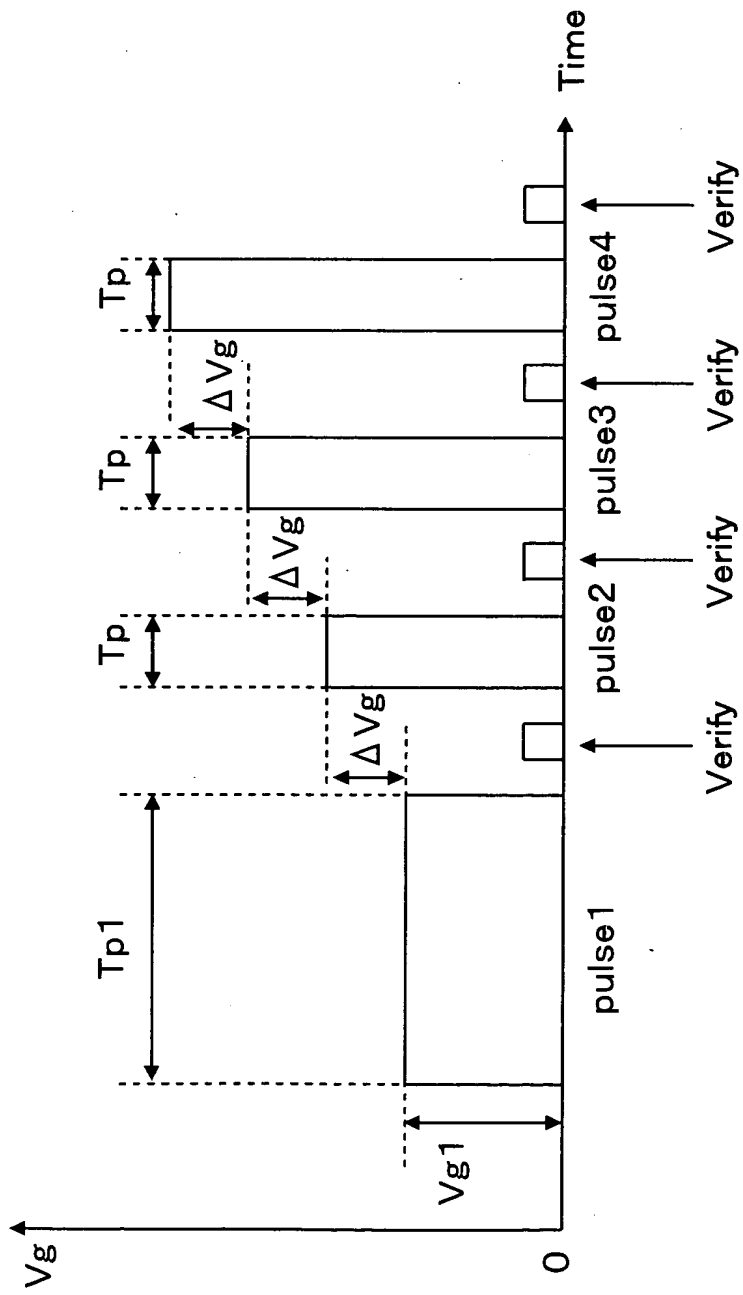 Vg
Tp1
Tp
Tp
Tp
Vg1
ΔVg
ΔVg
ΔVg
0
Time
pulse1
pulse2
pulse3
pulse4
Verify
Verify
Verify
Verify